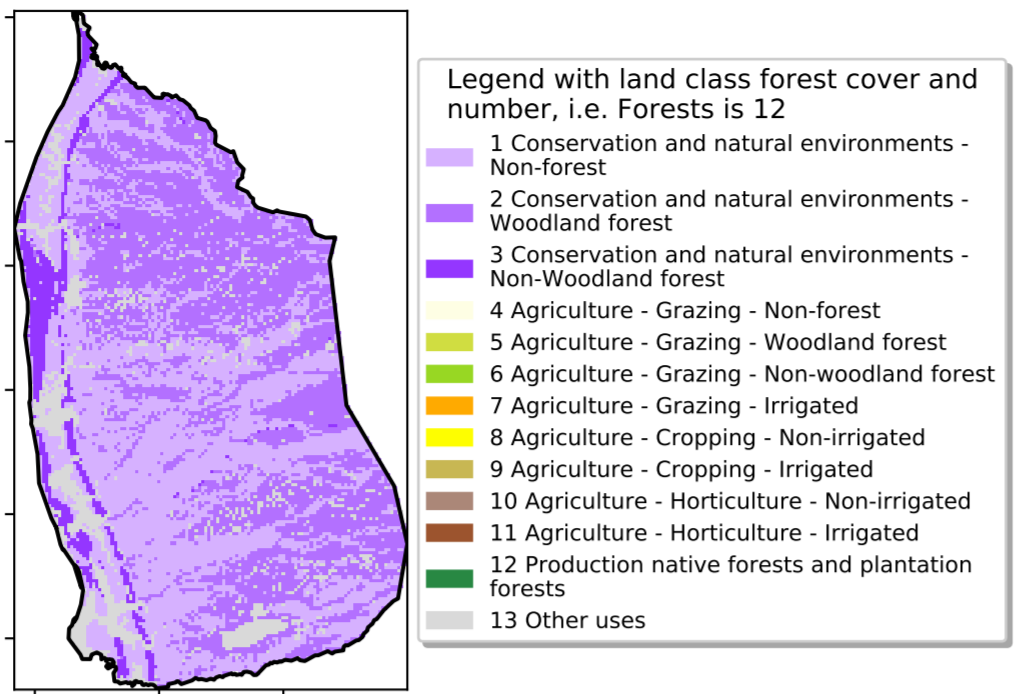 Legend with land class forest cover and
number, i.e. Forests is 12
1 Conservation and natural environments -
Non-forest
2 Conservation and natural environments -
Woodland forest
3 Conservation and natural environments -
Non-Woodland forest
4 Agriculture - Grazing - Non-forest
5 Agriculture - Grazing - Woodland forest
6 Agriculture - Grazing - Non-woodland forest
7 Agriculture - Grazing - Irrigated
8 Agriculture - Cropping - Non-irrigated
9 Agriculture - Cropping - Irrigated
10 Agriculture - Horticulture - Non-irrigated
11 Agriculture - Horticulture - Irrigated
12 Production native forests and plantation
forests
13 Other uses